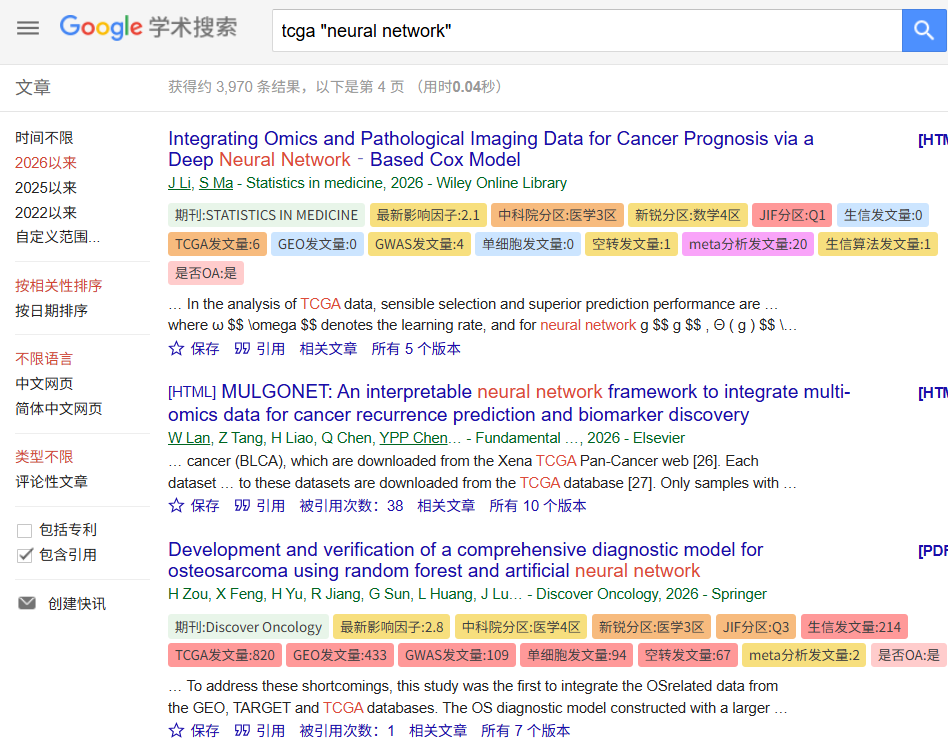 Google 学术搜索
tcga "neural network"
文章
获得约 3,970 条结果，以下是第 4 页 （用时0.04秒）
时间不限
2026以来
2025以来
2022以来
自定义范围...
按相关性排序
按日期排序
不限语言
中文网页
简体中文网页
类型不限
评论性文章
包括专利
包含引用
创建快讯
Integrating Omics and Pathological Imaging Data for Cancer Prognosis via a
Deep Neural Network‐Based Cox Model
J Li, S Ma - Statistics in medicine, 2026 - Wiley Online Library
期刊:STATISTICS IN MEDICINE 最新影响因子:2.1 中科院分区:医学3区 新锐分区:数学4区 JIF分区:Q1 生信发文量:0
TCGA发文量:6 GEO发文量:0 GWAS发文量:4 单细胞发文量:0 空转发文量:1 meta分析发文量:20 生信算法发文量:1
是否OA:是
… In the analysis of TCGA data, sensible selection and superior prediction performance are …
where ω $$ \omega $$ denotes the learning rate, and for neural network g $$ g $$ , Θ ( g ) $$ \…
保存 引用 相关文章 所有 5 个版本
[HTM
[HTML] MULGONET: An interpretable neural network framework to integrate multi-
omics data for cancer recurrence prediction and biomarker discovery
W Lan, Z Tang, H Liao, Q Chen, YPP Chen… - Fundamental …, 2026 - Elsevier
… cancer (BLCA), which are downloaded from the Xena TCGA Pan-Cancer web [26]. Each
dataset … to these datasets are downloaded from the TCGA database [27]. Only samples with …
保存 引用 被引用次数：38 相关文章 所有 10 个版本
[HTM
Development and verification of a comprehensive diagnostic model for
osteosarcoma using random forest and artificial neural network
H Zou, X Feng, H Yu, R Jiang, G Sun, L Huang, J Lu… - Discover Oncology, 2026 - Springer
期刊:Discover Oncology 最新影响因子:2.8 中科院分区:医学4区 新锐分区:医学3区 JIF分区:Q3 生信发文量:214
TCGA发文量:820 GEO发文量:433 GWAS发文量:109 单细胞发文量:94 空转发文量:67 meta分析发文量:2 是否OA:是
… To address these shortcomings, this study was the first to integrate the OSrelated data from
the GEO, TARGET and TCGA databases. The OS diagnostic model constructed with a larger …
保存 引用 被引用次数：1 相关文章 所有 7 个版本
[PDF